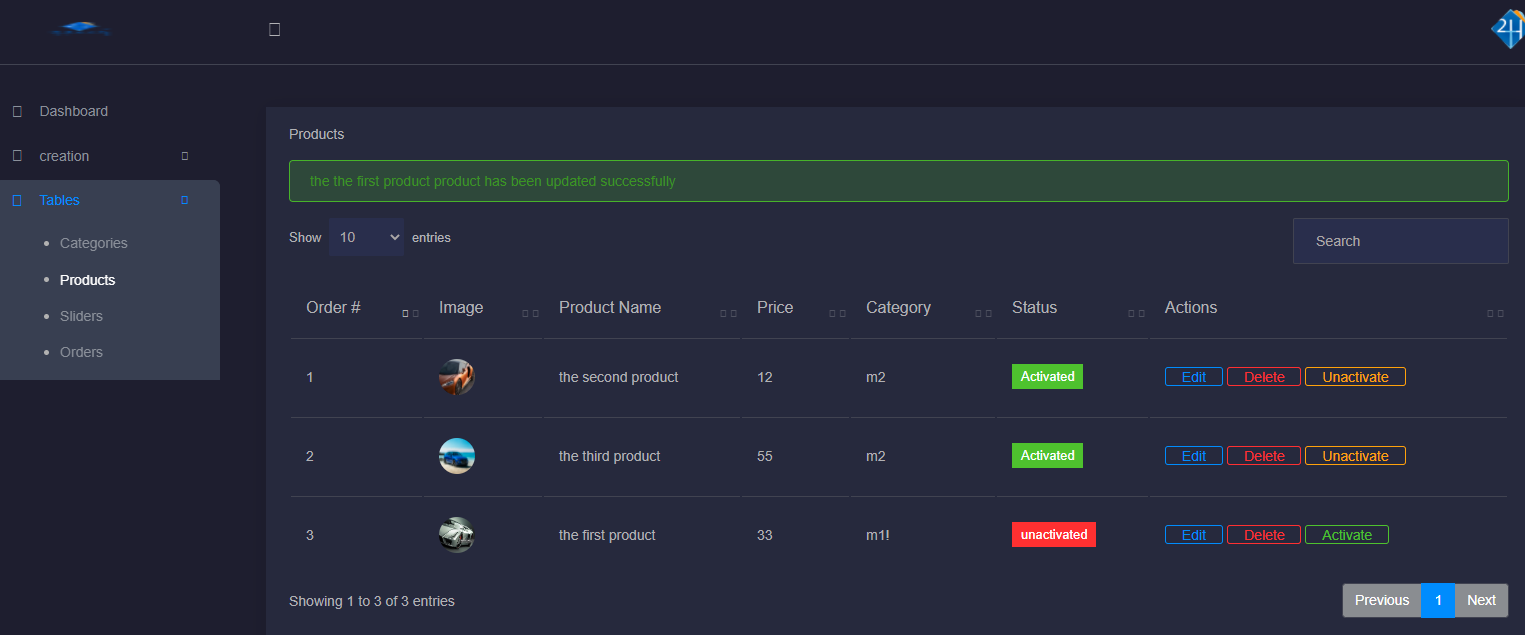 2H
Dashboard
creation
Tables
Categories
Products
Sliders
Orders
Products
the the first product product has been updated successfully
Show 10 entries
Search
Order # Image Product Name Price Category Status Actions
1 the second product 12 m2 Activated Edit Delete Unactivate
2 the third product 55 m2 Activated Edit Delete Unactivate
3 the first product 33 m1! unactivated Edit Delete Activate
Showing 1 to 3 of 3 entries
Previous 1 Next